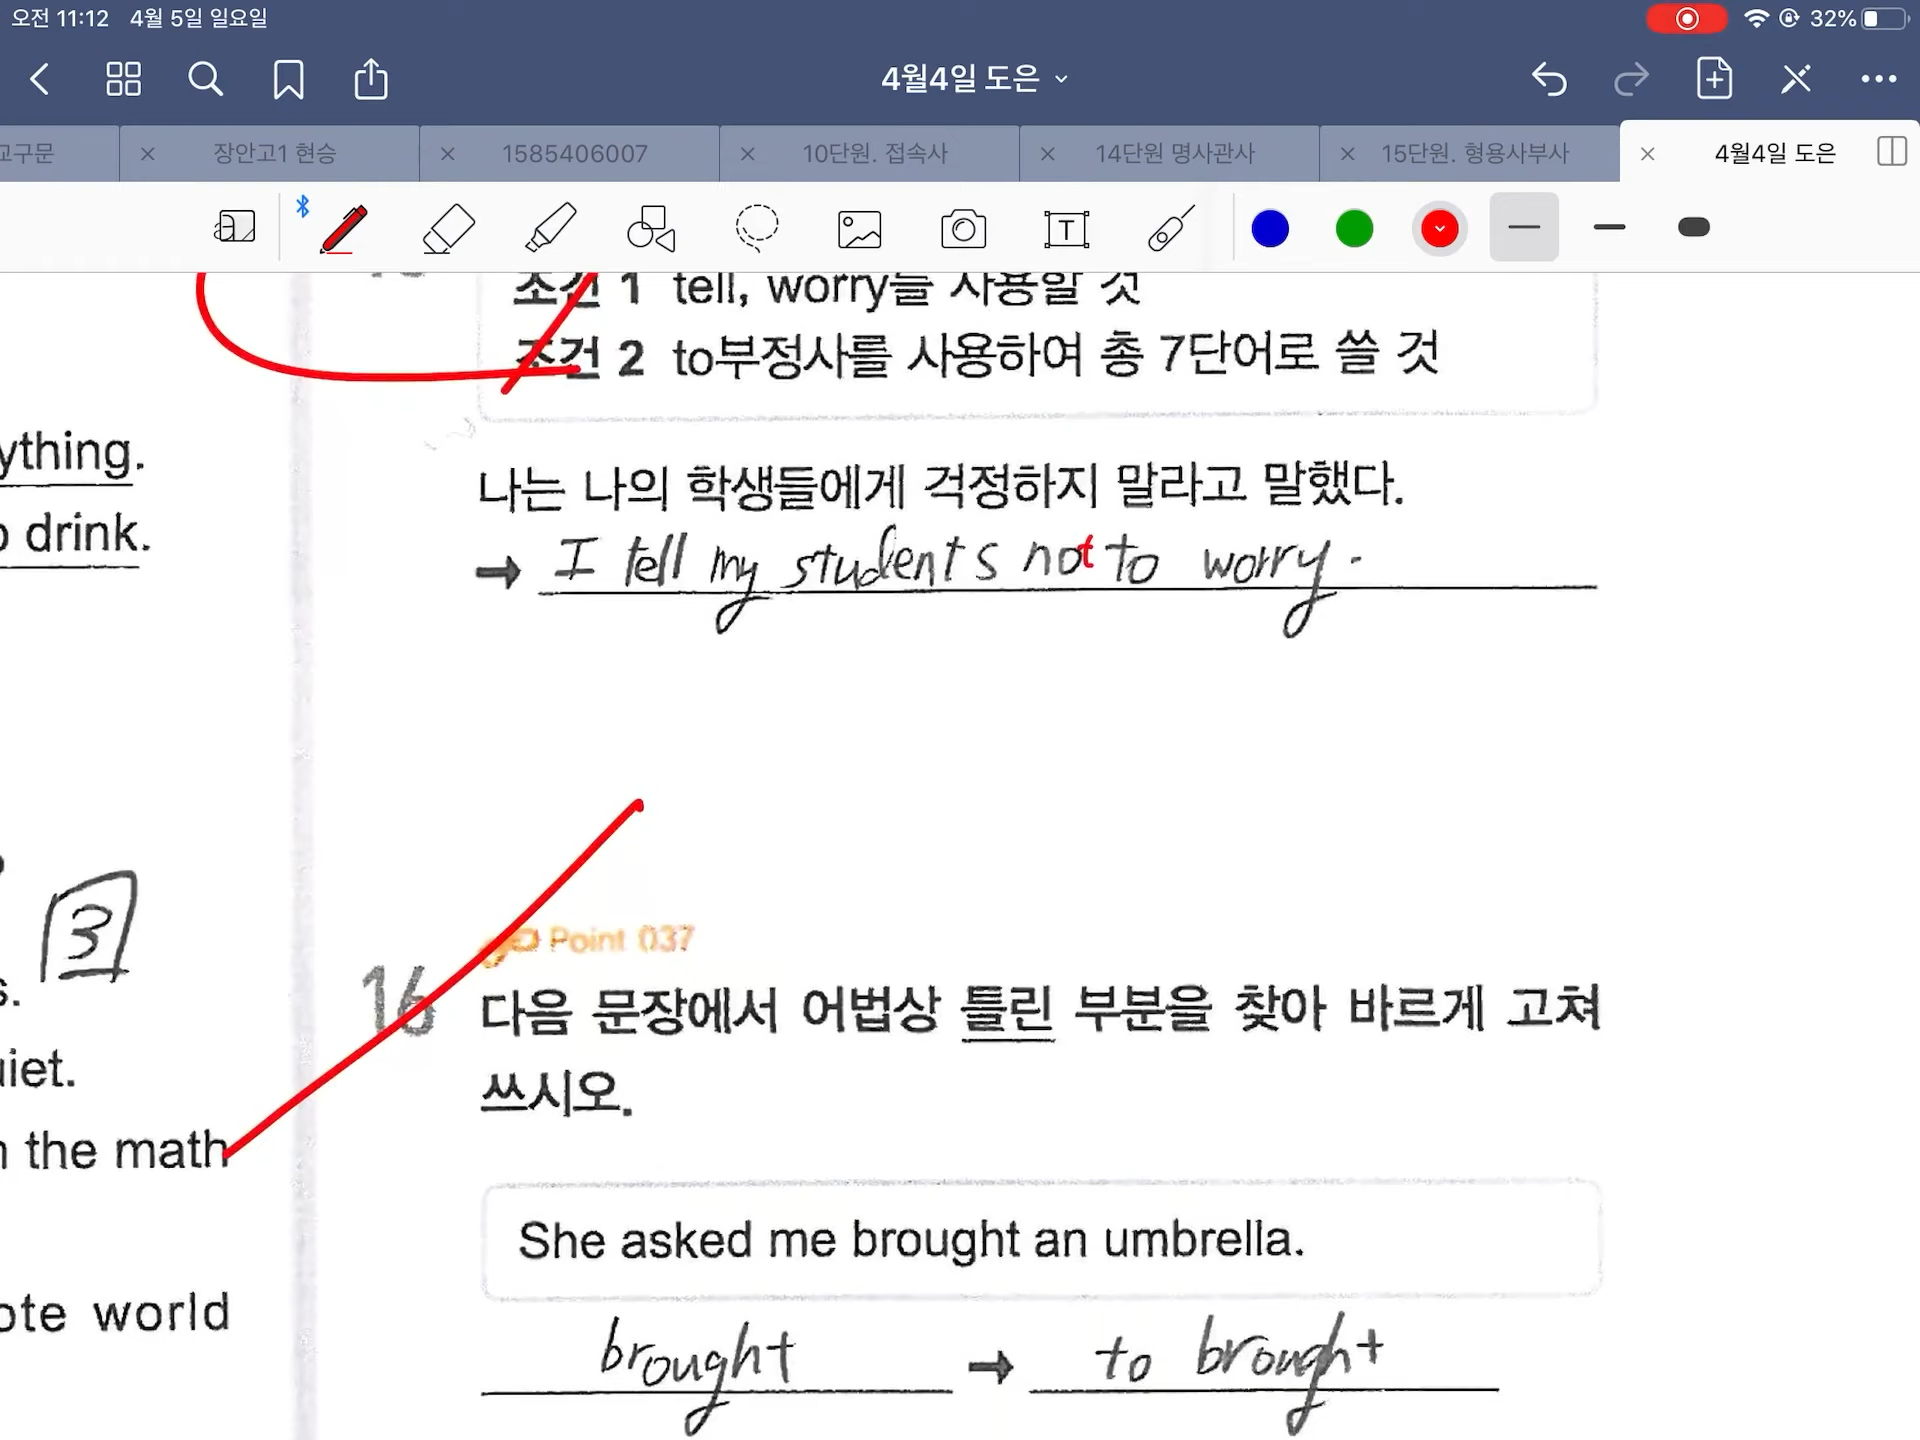 오전 11:12 4월 5일 일요일 32%
4월4일 도은
교구문 장안고1 현승 1585406007 10단원. 접속사 14단원 명사관사 15단원. 형용사부사 4월4일 도은
조건 1 tell, worry를 사용할 것
조건 2 to부정사를 사용하여 총 7단어로 쓸 것
ything.
drink.
나는 나의 학생들에게 걱정하지 말라고 말했다.
→ I tell my students not to worry.
3
s.
uiet.
n the math
ote world
Point 037
16 다음 문장에서 어법상 틀린 부분을 찾아 바르게 고쳐
쓰시오.
She asked me brought an umbrella.
brought → to brought